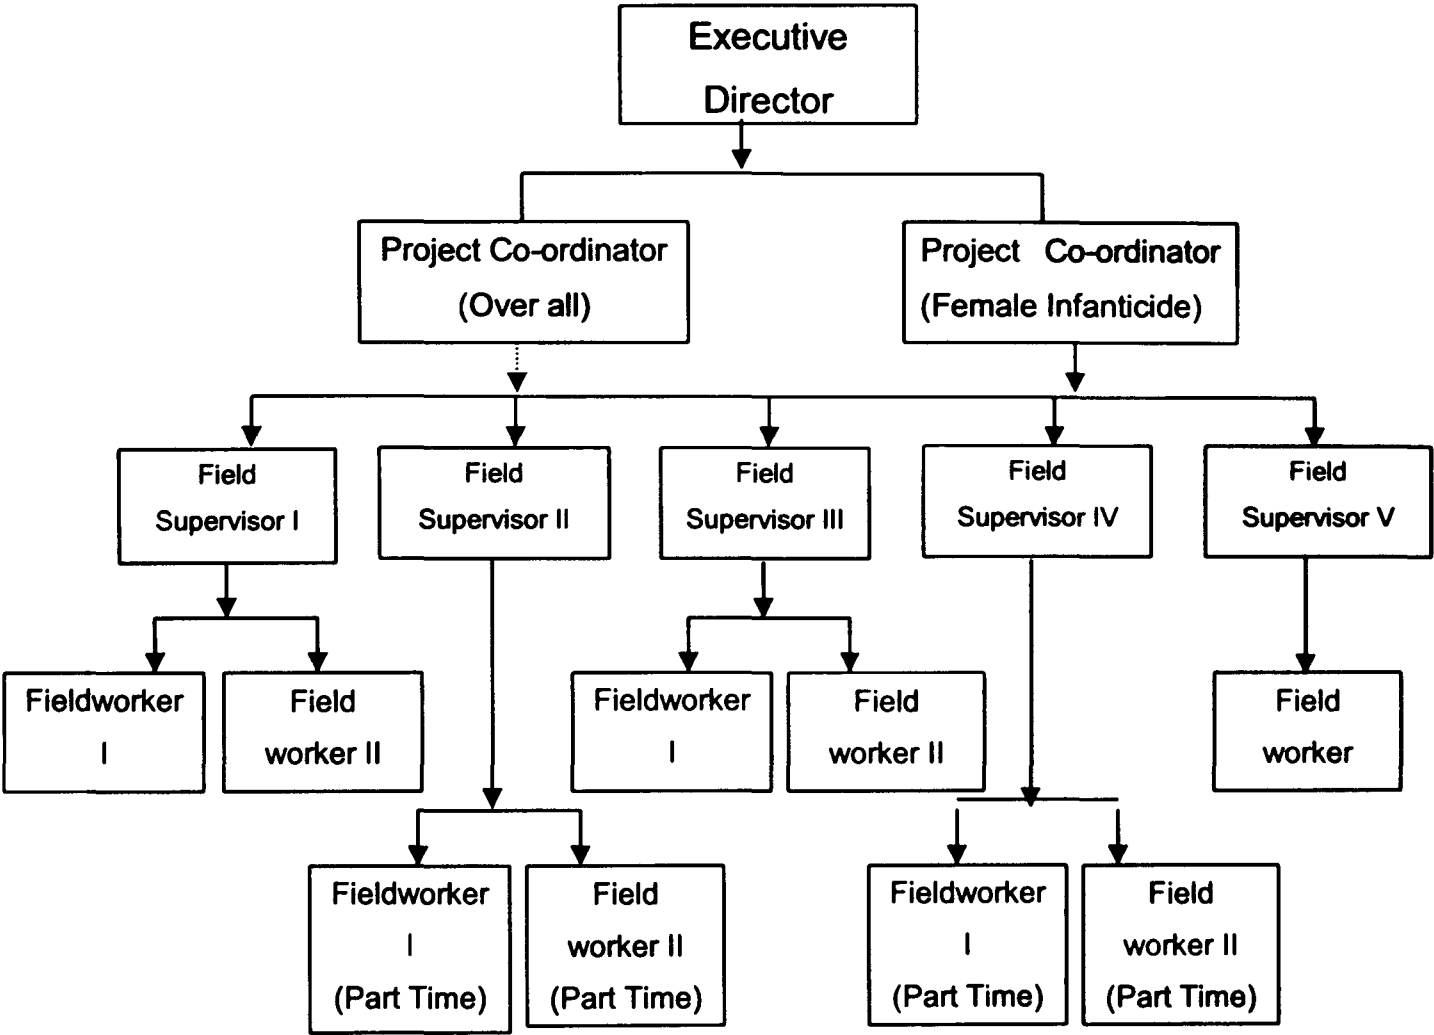 Executive
Director
Project Co-ordinator
(Over all)
Project Co-ordinator
(Female Infanticide)
Field
Supervisor I
Field
Supervisor II
Field
Supervisor III
Field
Supervisor IV
Field
Supervisor V
Fieldworker
I
Field
worker II
Fieldworker
I
Field
worker II
Field
worker
Fieldworker
I
(Part Time)
Field
worker II
(Part Time)
Fieldworker
I
(Part Time)
Field
worker II
(Part Time)